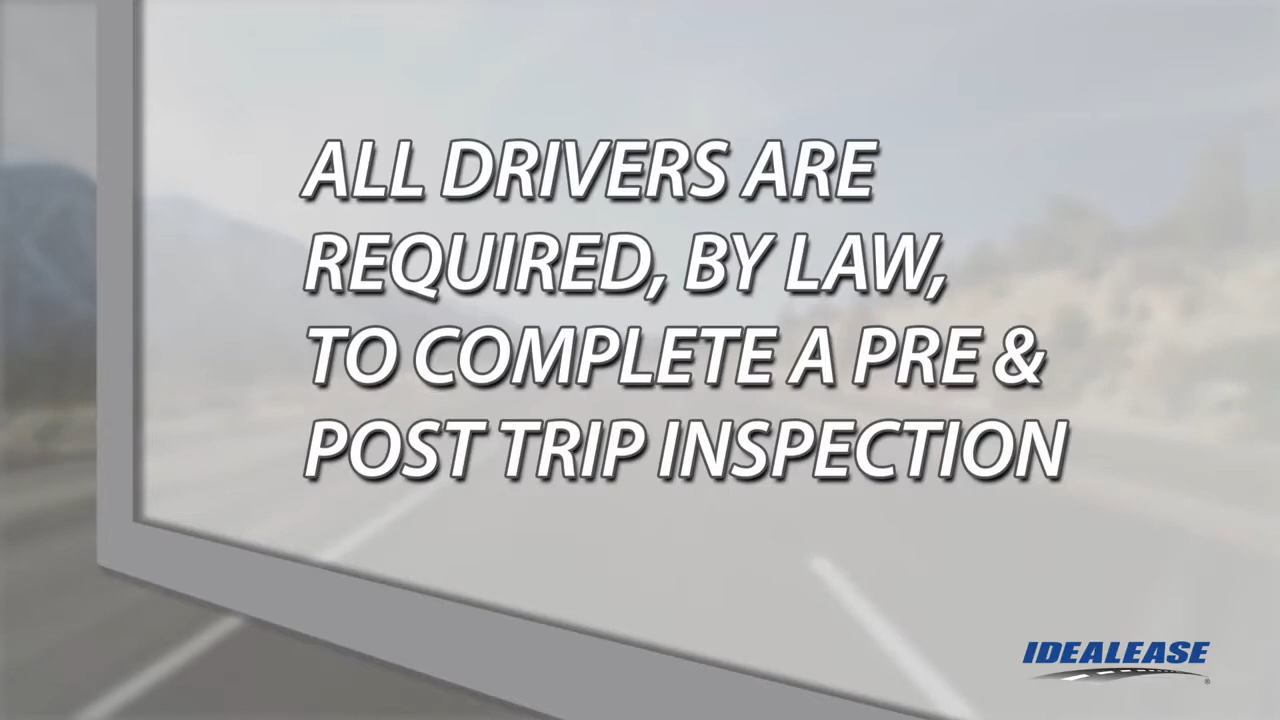 ALL DRIVERS ARE
REQUIRED, BY LAW,
TO COMPLETE A PRE &
POST TRIP INSPECTION
IDEALEASE
®